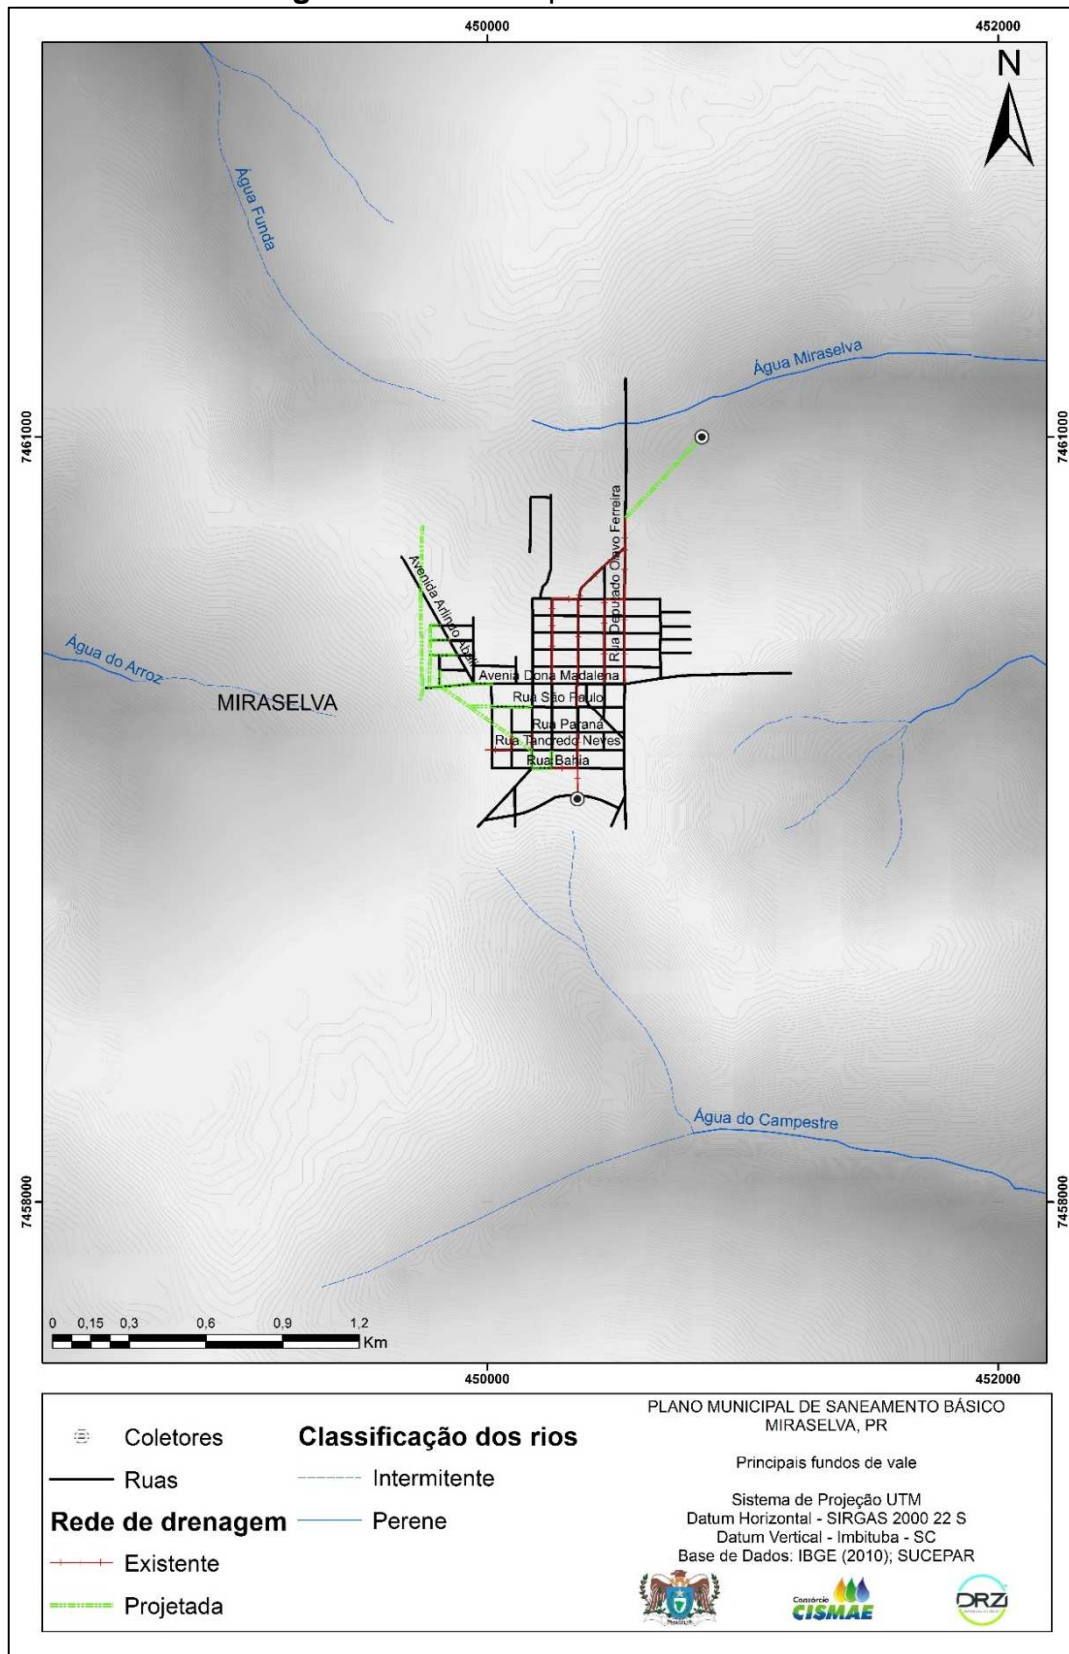 450000
452000
N
Água Funda
Água Miraselva
7461000
7461000
Rua Deputado Olavo Ferreira
Avenida Arlindo
Água do Arroz
MIRASELVA
Avenia Dona Madalena
Rua São Paulo
Rua Paraná
Rua Tancredo Neves
Rua Bahia
Água do Campestre
7458000
7458000
0 0,15 0,3 0,6 0,9 1,2
Km
450000
452000
Coletores
Ruas
Rede de drenagem
Existente
Projetada
Classificação dos rios
Intermitente
Perene
PLANO MUNICIPAL DE SANEAMENTO BÁSICO
MIRASELVA, PR
Principais fundos de vale
Sistema de Projeção UTM
Datum Horizontal - SIRGAS 2000 22 S
Datum Vertical - Imbituba - SC
Base de Dados: IBGE (2010); SUCEPAR
Consórcio
CISMAE
DRZ